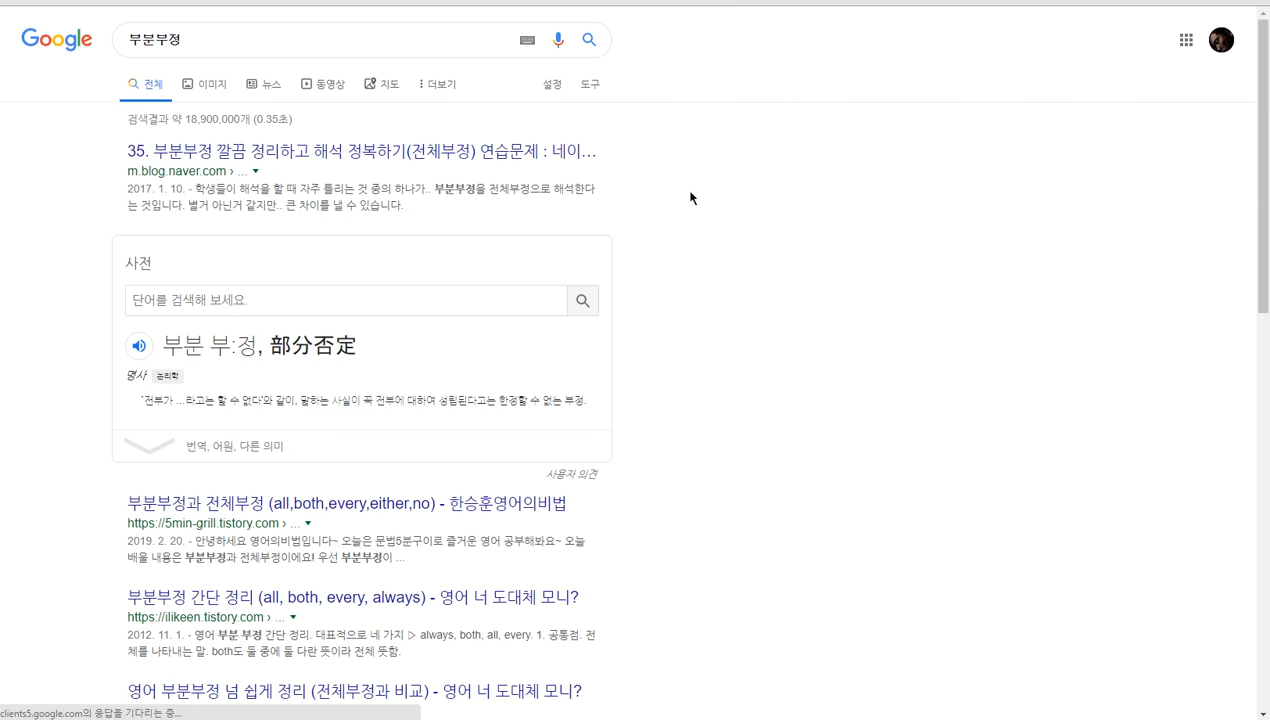 Google
부분부정
전체
이미지
뉴스
동영상
지도
더보기
설정
도구
검색결과 약 18,900,000개 (0.35초)
35. 부분부정 깔끔 정리하고 해석 정복하기(전체부정) 연습문제 : 네이...
m.blog.naver.com › ...
2017. 1. 10. - 학생들이 해석을 할 때 자주 틀리는 것 중의 하나가.. 부분부정을 전체부정으로 해석한다
는 것입니다. 별거 아닌거 같지만.. 큰 차이를 낼 수 있습니다.
사전
단어를 검색해 보세요.
부분 부:정, 部分否定
명사 논리학
‘전부가 …라고는 할 수 없다’와 같이, 말하는 사실이 꼭 전부에 대하여 성립된다고는 한정할 수 없는 부정.
번역, 어원, 다른 의미
사용자 의견
부분부정과 전체부정 (all,both,every,either,no) - 한승훈영어의비법
https://5min-grill.tistory.com › ...
2019. 2. 20. - 안녕하세요 영어의비법입니다~ 오늘은 문법5분구이로 즐거운 영어 공부해봐요~ 오늘
배울 내용은 부분부정과 전체부정이에요! 우선 부분부정이 ...
부분부정 간단 정리 (all, both, every, always) - 영어 너 도대체 모니?
https://ilikeen.tistory.com › ...
2012. 11. 1. - 영어 부분 부정 간단 정리. 대표적으로 네 가지 ▷ always, both, all, every. 1. 공통점. 전
체를 나타내는 말. both도 둘 중에 둘 다란 뜻이라 전체 뜻함.
영어 부분부정 넘 쉽게 정리 (전체부정과 비교) - 영어 너 도대체 모니?
clients5.google.com의 응답을 기다리는 중...